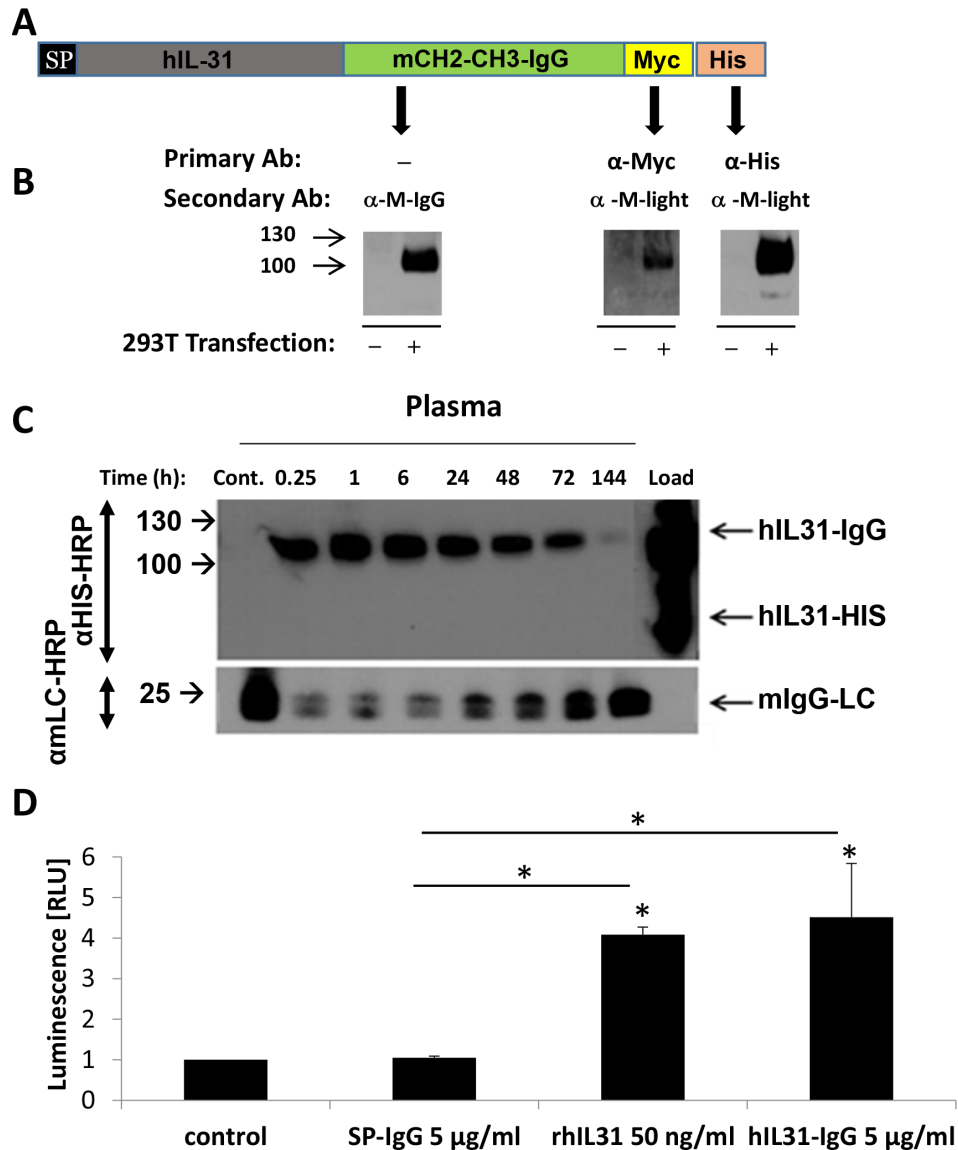 A
SP hIL-31 mCH2-CH3-IgG Myc His
B
Primary Ab: – α-Myc α-His
Secondary Ab: α-M-IgG α -M-light α -M-light
130
100
293T Transfection: – + – + – +
C
Plasma
Time (h): Cont. 0.25 1 6 24 48 72 144 Load
αHIS-HRP
130
100
hIL31-IgG
hIL31-HIS
αmLC-HRP
25
mIgG-LC
D
Luminescence [RLU]
6
5
4
3
2
1
0
*
*
*
*
control SP-IgG 5 µg/ml rhIL31 50 ng/ml hIL31-IgG 5 µg/ml